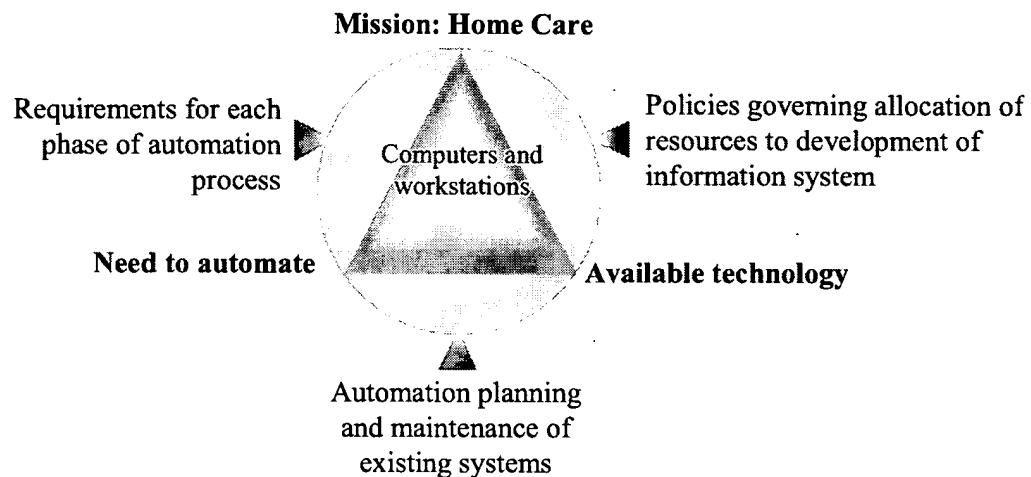 Mission: Home Care
Requirements for each
phase of automation
process
Policies governing allocation of
resources to development of
information system
Computers and
workstations
Need to automate
Available technology
Automation planning
and maintenance of
existing systems